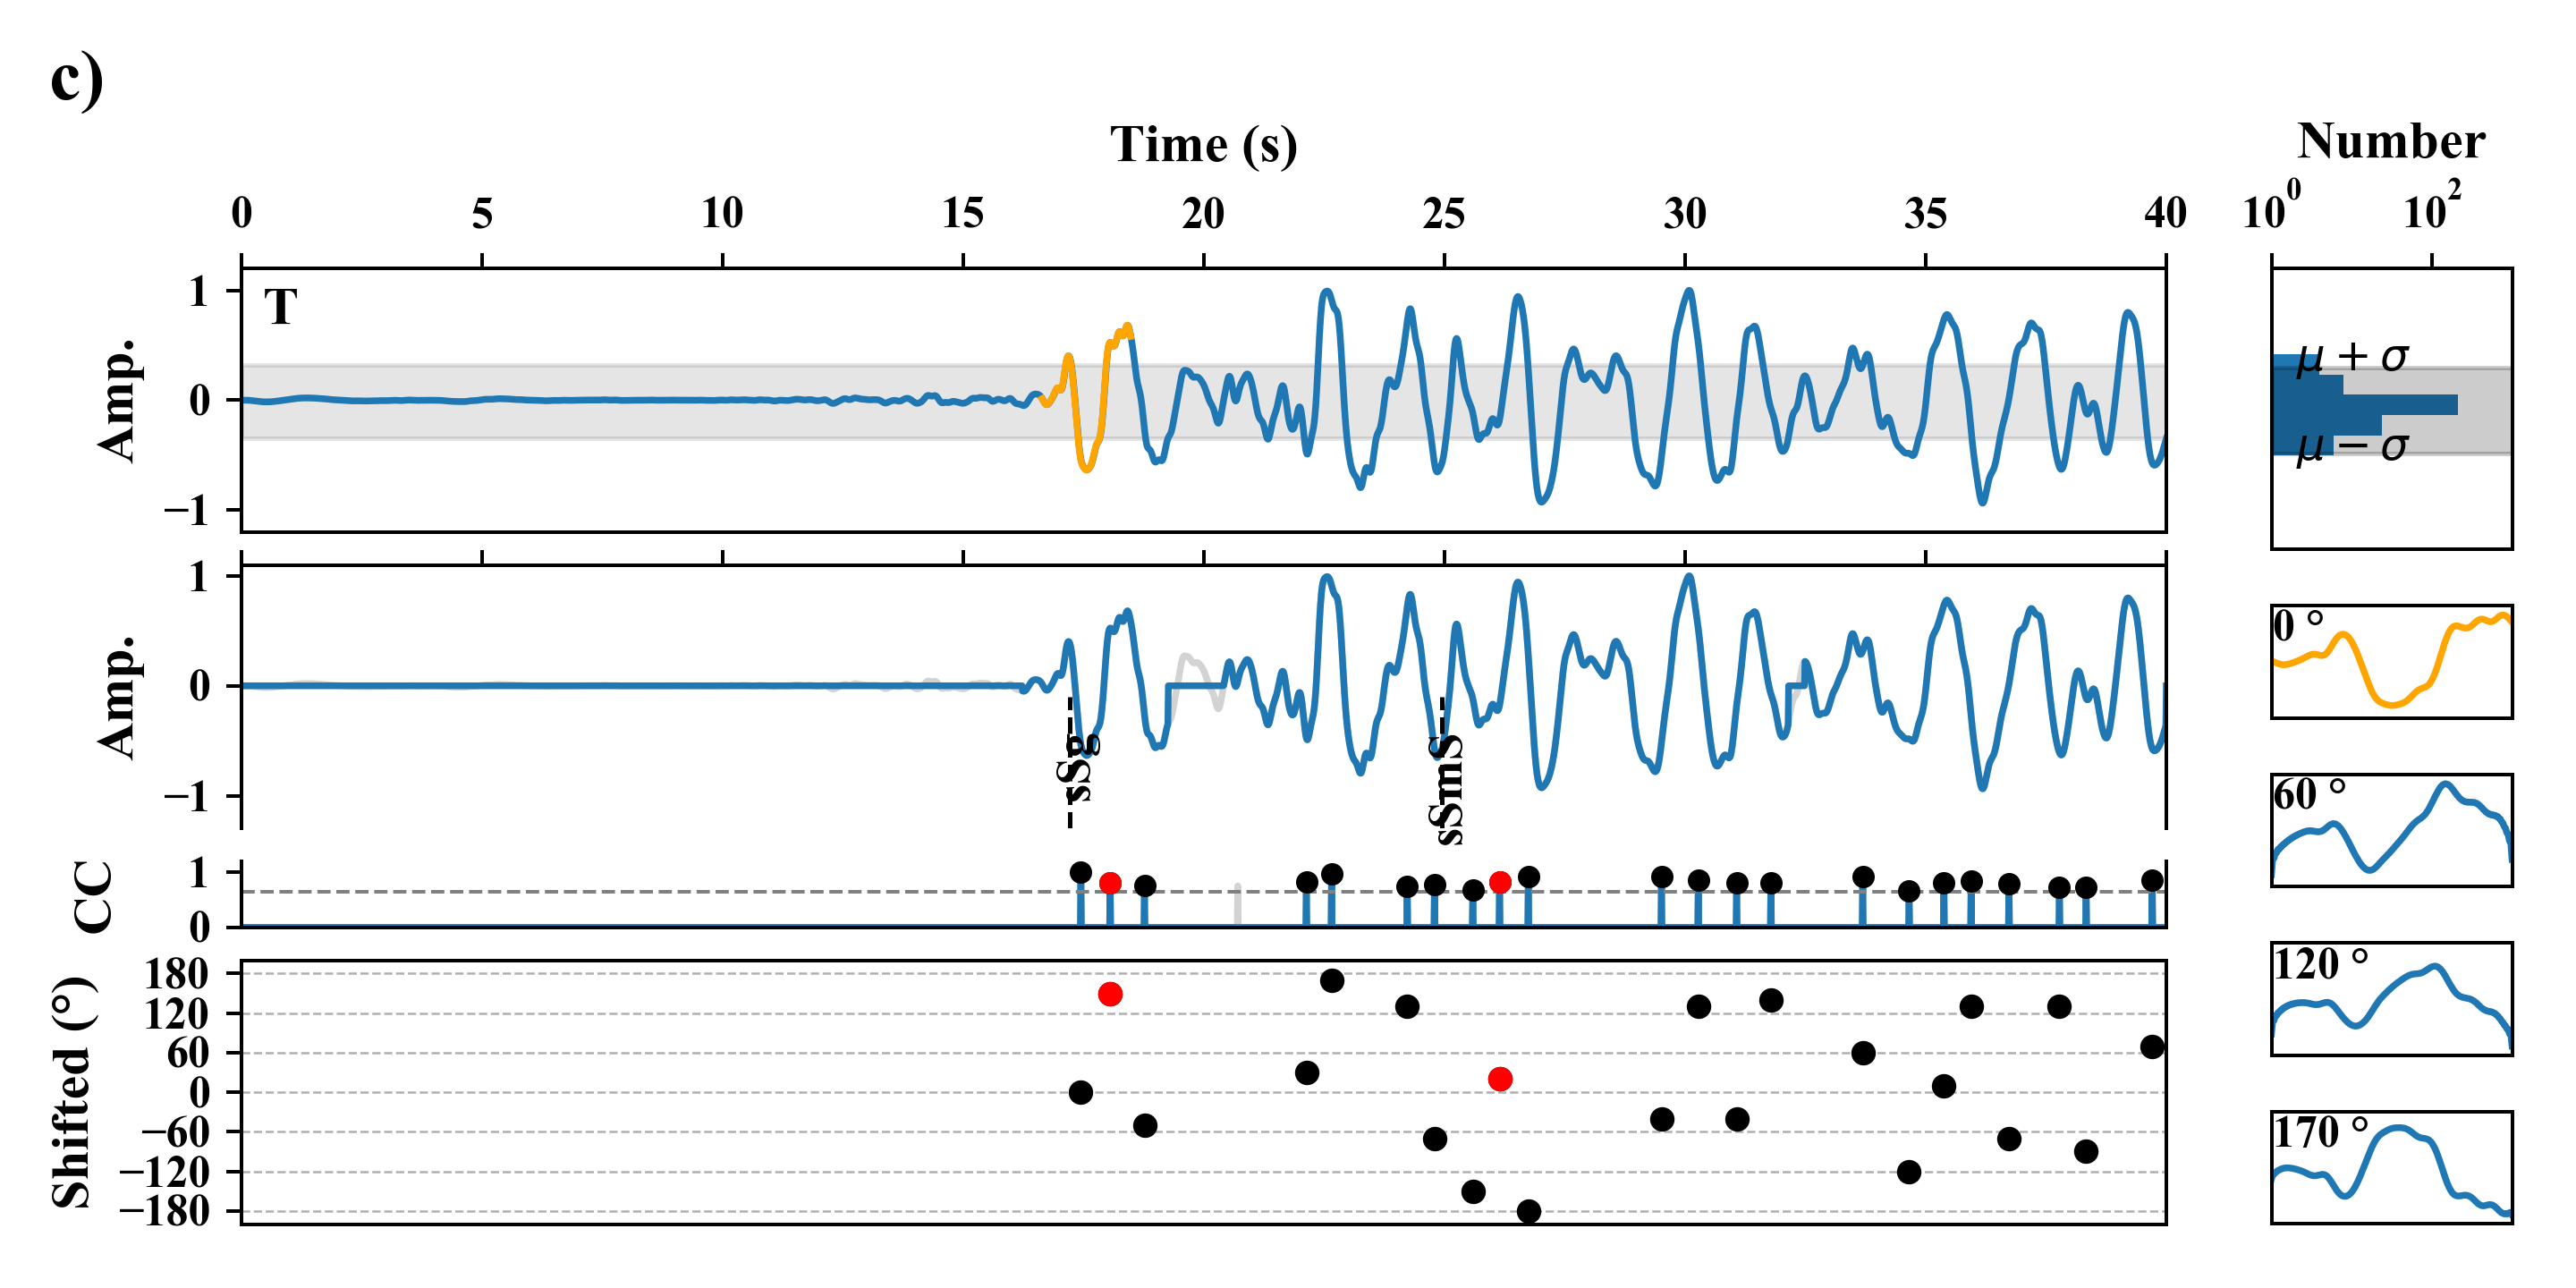 c)
Time (s)
Number
0 5 10 15 20 25 30 35 40
10^0 10^2
T
Amp.
1
0
−1
μ + σ
μ − σ
Amp.
1
0
−1
sSg
sSmS
0 °
60 °
CC
1
0
120 °
Shifted (°)
180
120
60
0
−60
−120
−180
170 °